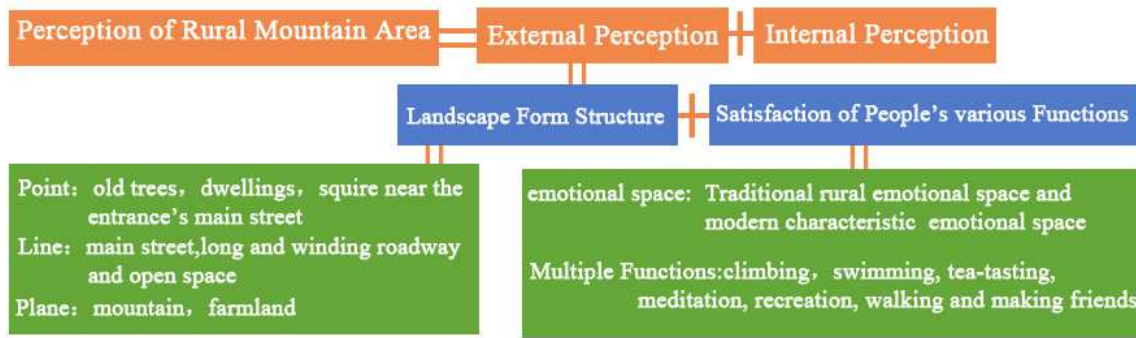 Perception of Rural Mountain Area
External Perception
Internal Perception
Landscape Form Structure
Satisfaction of People's various Functions
Point： old trees， dwellings， squire near the
entrance's main street
Line： main street,long and winding roadway
and open space
Plane： mountain， farmland
emotional space: Traditional rural emotional space and
modern characteristic emotional space
Multiple Functions:climbing， swimming, tea-tasting,
meditation, recreation, walking and making friends